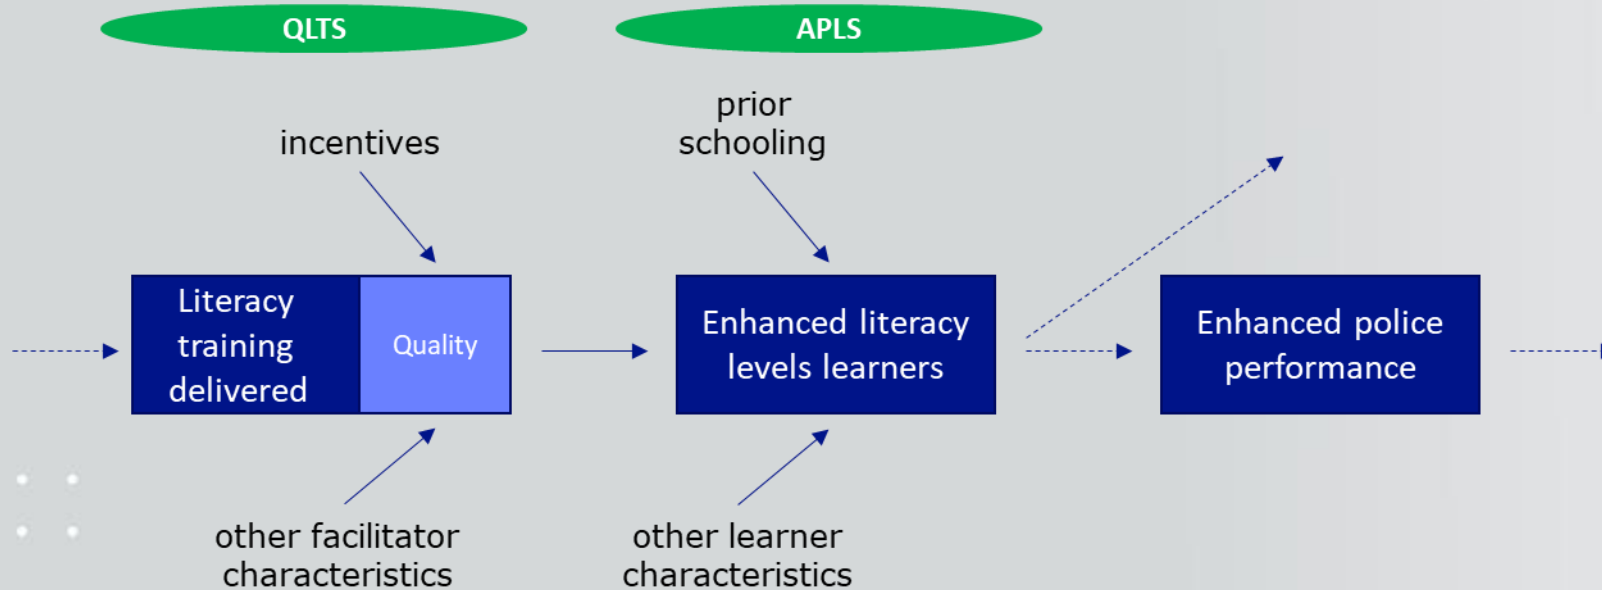 QLTS
APLS
incentives
prior
schooling
Literacy
training
delivered
Quality
Enhanced literacy
levels learners
Enhanced police
performance
other facilitator
characteristics
other learner
characteristics